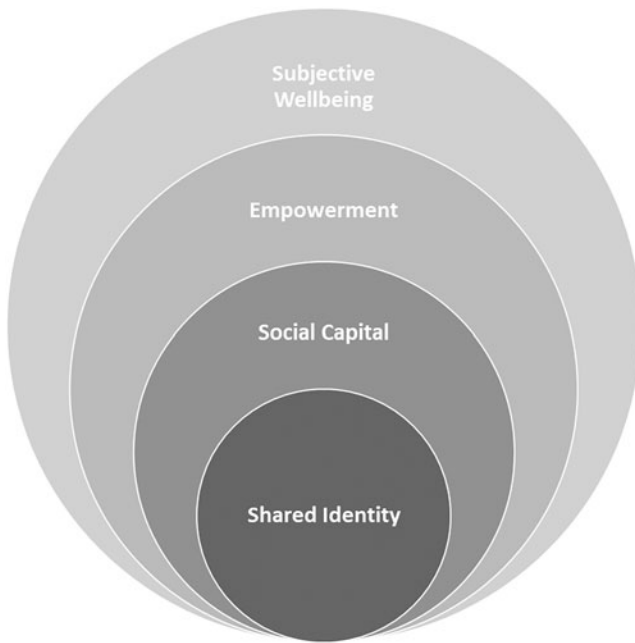 Subjective
Wellbeing
Empowerment
Social Capital
Shared Identity